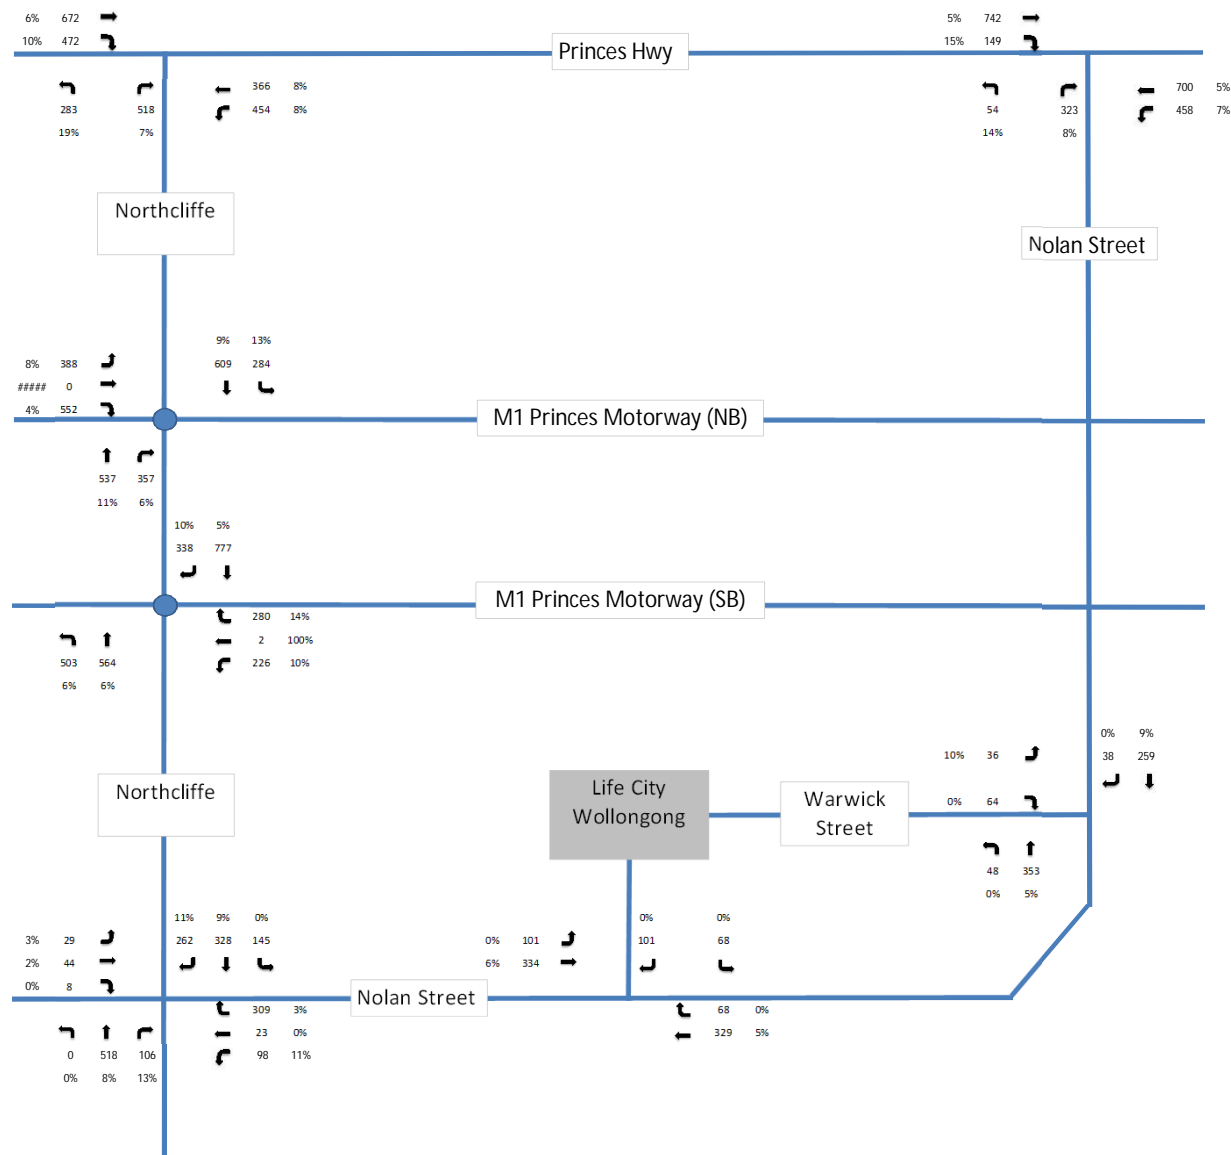 6% 672
10% 472
5% 742
15% 149
Princes Hwy
283 518
19% 7%
366 8%
454 8%
54 323
14% 8%
700 5%
458 7%
Northcliffe
Nolan Street
9% 13%
609 284
8% 388
##### 0
4% 552
M1 Princes Motorway (NB)
537 357
11% 6%
10% 5%
338 777
M1 Princes Motorway (SB)
280 14%
2 100%
226 10%
503 564
6% 6%
0% 9%
38 259
10% 36
0% 64
Northcliffe
Life City
Wollongong
Warwick
Street
48 353
0% 5%
11% 9% 0%
262 328 145
3% 29
2% 44
0% 8
0% 101
6% 334
0% 0%
101 68
Nolan Street
309 3%
23 0%
98 11%
68 0%
329 5%
0 518 106
0% 8% 13%